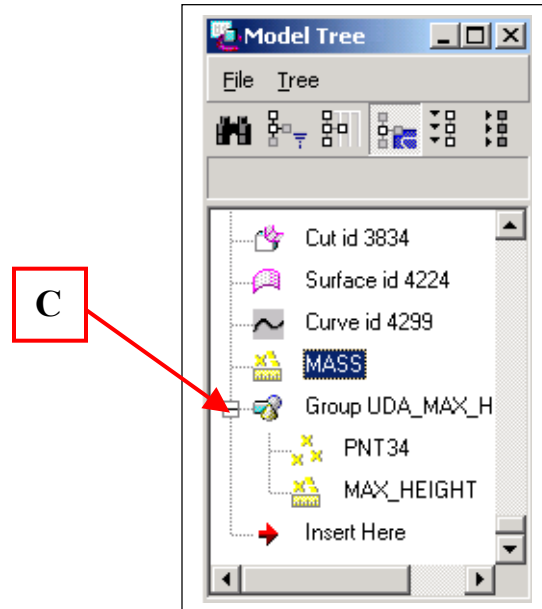 Model Tree
File Tree
Cut id 3834
Surface id 4224
C
Curve id 4299
MASS
Group UDA_MAX_H
PNT34
MAX_HEIGHT
Insert Here